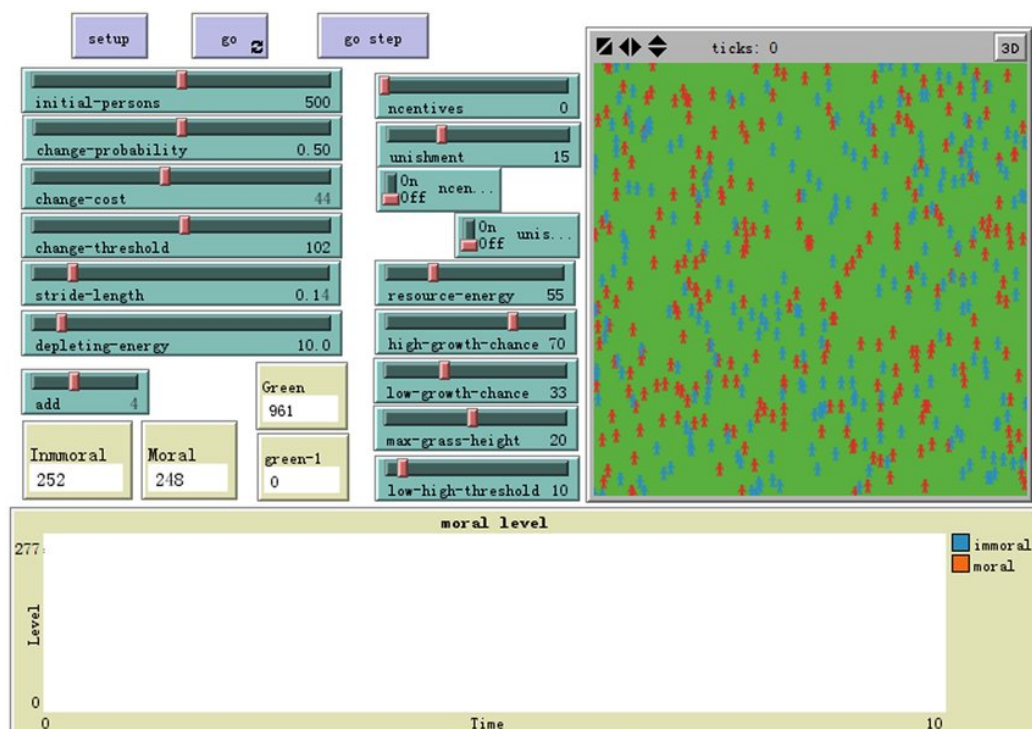 setup
go
go step
ticks: 0
3D
initial-persons 500
change-probability 0.50
change-cost 44
change-threshold 102
stride-length 0.14
depleting-energy 10.0
add 4
ncentives 0
unishment 15
On
Off
ncen...
On
Off
unis...
resource-energy 55
high-growth-chance 70
low-growth-chance 33
max-grass-height 20
low-high-threshold 10
Green
961
Inmmoral
252
Moral
248
green-1
0
moral level
277
Level
0
0
Time
10
immoral
moral